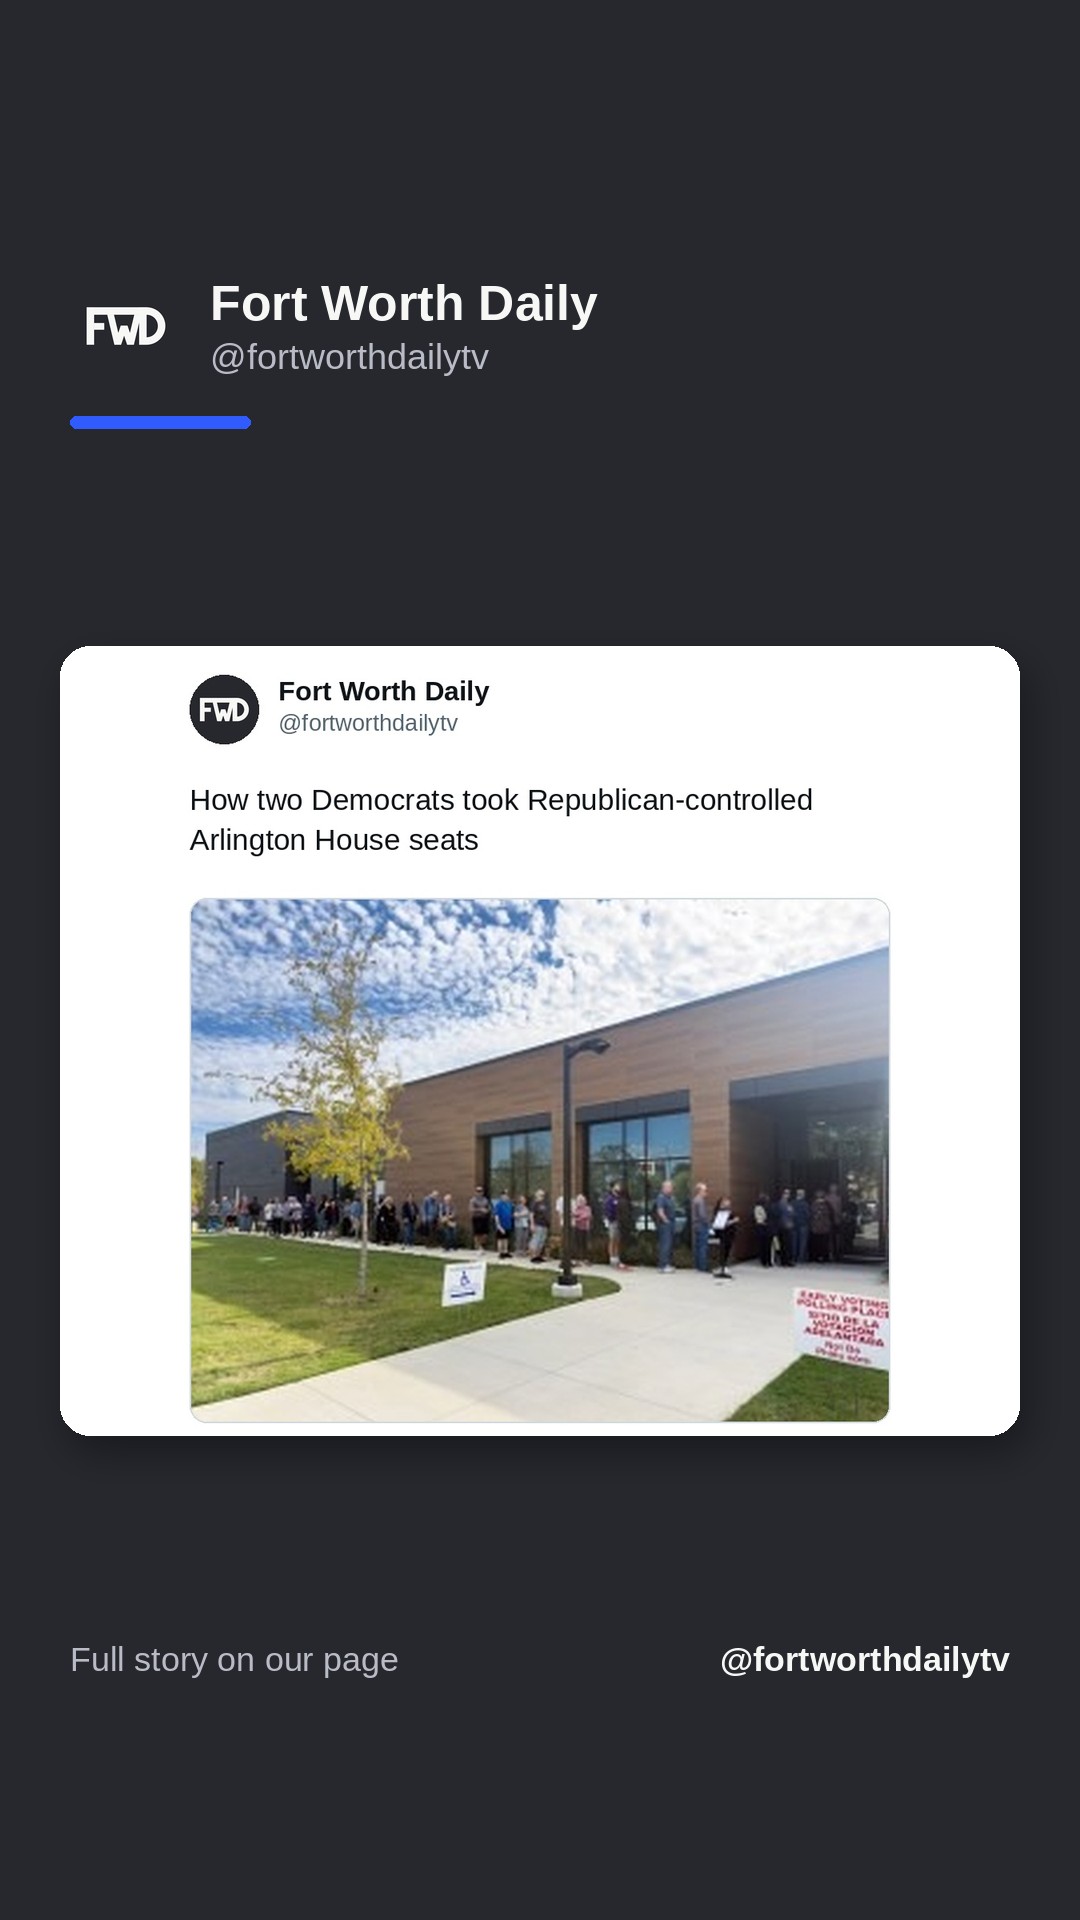 FWD
Fort Worth Daily
@fortworthdailytv
FWD
Fort Worth Daily
@fortworthdailytv
How two Democrats took Republican-controlled
Arlington House seats
EARLY VOTING
POLLING PLACE
SITIO DE LA
VOTACION
ADELANTADA
Full story on our page
@fortworthdailytv